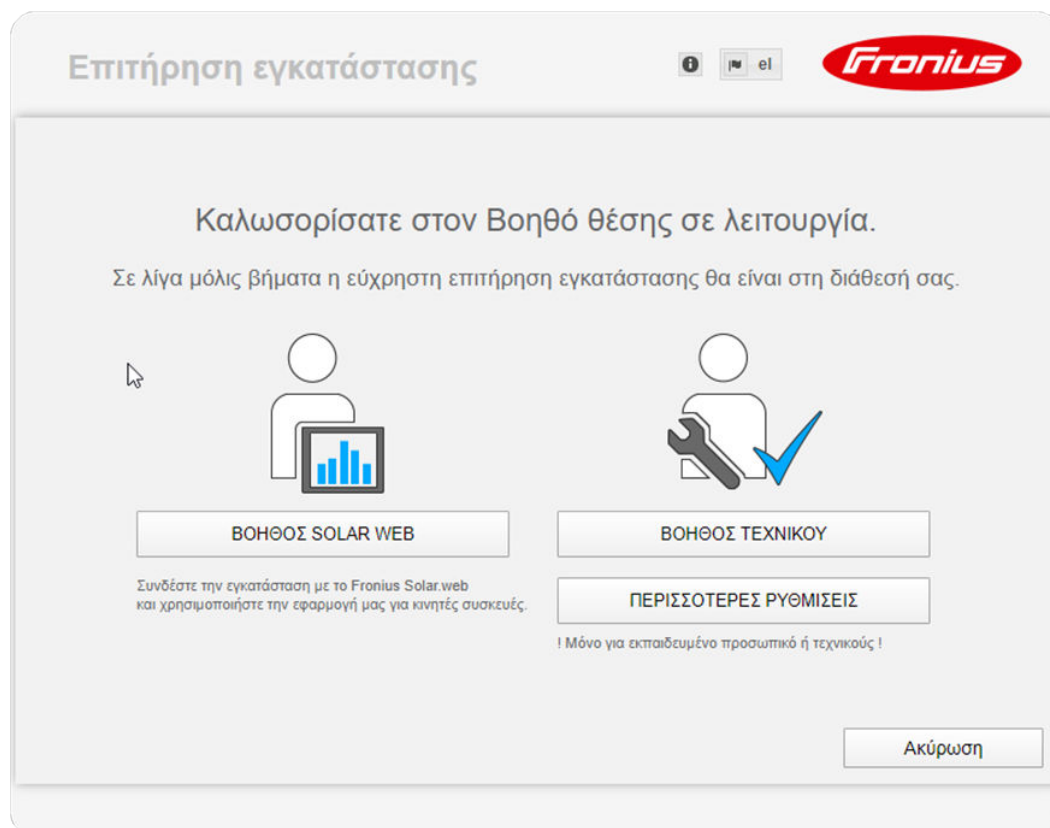 Επιτήρηση εγκατάστασης
el
Fronius
Καλωσορίσατε στον Βοηθό θέσης σε λειτουργία.
Σε λίγα μόλις βήματα η εύχρηστη επιτήρηση εγκατάστασης θα είναι στη διάθεσή σας.
ΒΟΗΘΟΣ SOLAR WEB
Συνδέστε την εγκατάσταση με το Fronius Solar.web
και χρησιμοποιήστε την εφαρμογή μας για κινητές συσκευές.
ΒΟΗΘΟΣ ΤΕΧΝΙΚΟΥ
ΠΕΡΙΣΣΟΤΕΡΕΣ ΡΥΘΜΙΣΕΙΣ
! Μόνο για εκπαιδευμένο προσωπικό ή τεχνικούς !
Ακύρωση